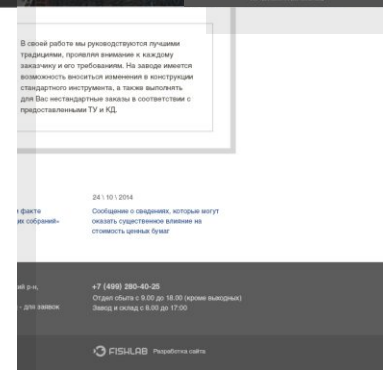 В своей работе мы руководствуются лучшими
традициями, проявляя внимание к каждому
заказчику и его требованиям. На заводе имеется
возможность вноситься изменения в конструкции
стандартного инструмента, а также выполнять
для Вас нестандартные заказы в соответствии с
предоставленными ТУ и КД.
24 \ 10 \ 2014
факте
Сообщение о сведениях, которые могут
их собраний»
оказать существенное влияние на
стоимость ценных бумаг
ий р-н,
+7 (499) 280-40-25
Отдел сбыта с 9.00 до 18.00 (кроме выходных)
- для заявок
Завод и склад с 8.00 до 17:00
FISHLAB Разработка сайта